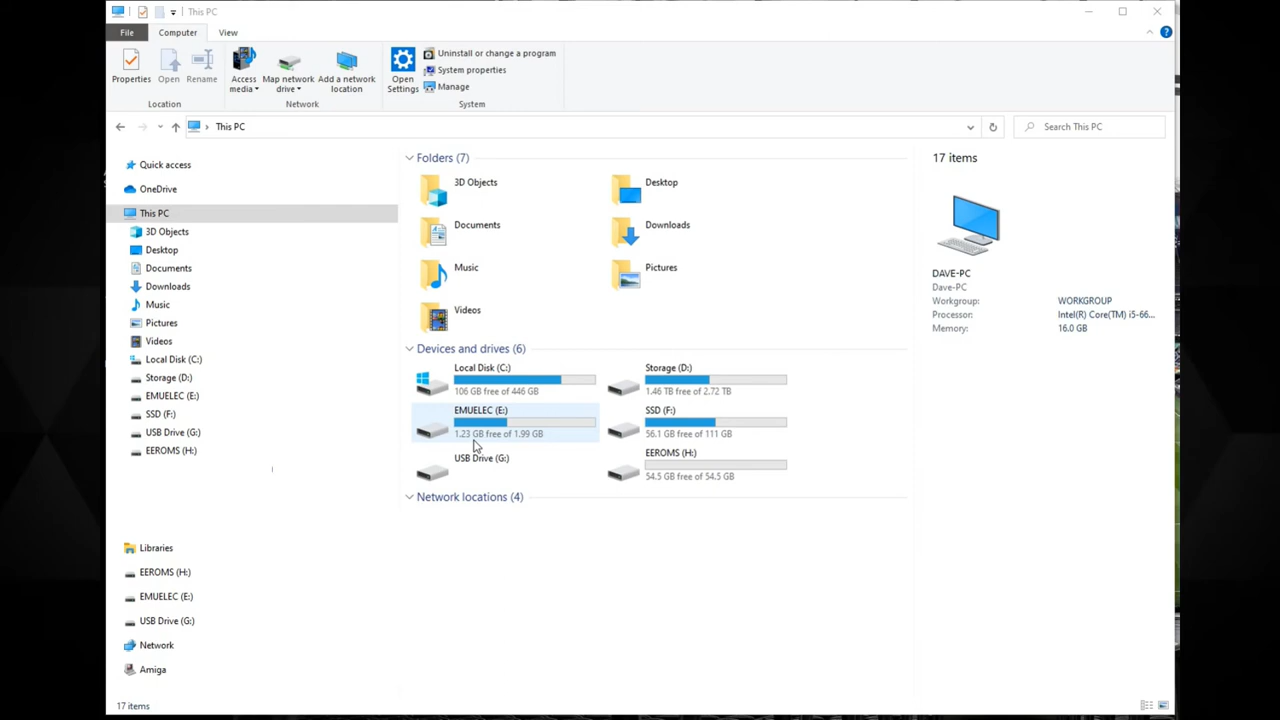 This PC
File Computer View
Properties Open Rename Access media Map network drive Add a network location Open Settings Uninstall or change a program
System properties
Manage
Location Network System
This PC Search This PC
Quick access
OneDrive
This PC
3D Objects
Desktop
Documents
Downloads
Music
Pictures
Videos
Local Disk (C:)
Storage (D:)
EMUELEC (E:)
SSD (F:)
USB Drive (G:)
EEROMS (H:)
Libraries
EEROMS (H:)
EMUELEC (E:)
USB Drive (G:)
Network
Amiga
Folders (7)
3D Objects Desktop
Documents Downloads
Music Pictures
Videos
Devices and drives (6)
Local Disk (C:) Storage (D:)
106 GB free of 446 GB 1.46 TB free of 2.72 TB
EMUELEC (E:) SSD (F:)
1.23 GB free of 1.99 GB 56.1 GB free of 111 GB
USB Drive (G:) EEROMS (H:)
54.5 GB free of 54.5 GB
Network locations (4)
17 items
DAVE-PC
Dave-PC
Workgroup: WORKGROUP
Processor: Intel(R) Core(TM) i5-66...
Memory: 16.0 GB
17 items